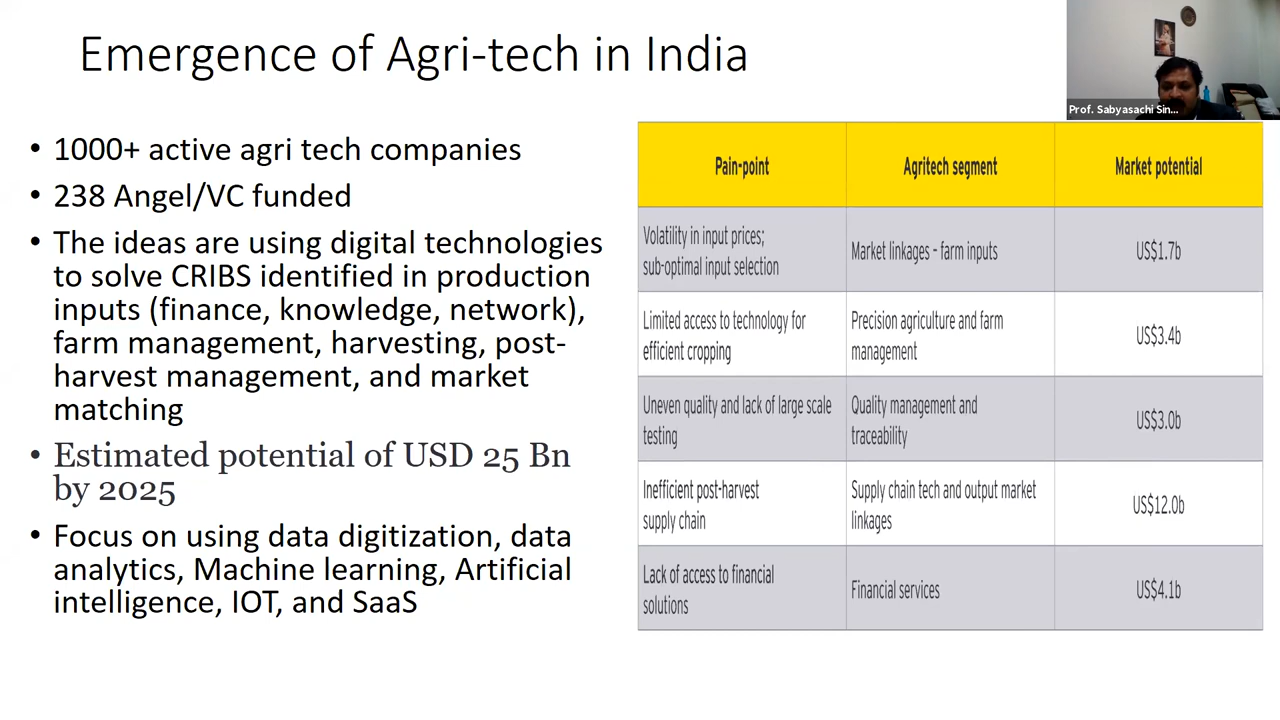 Emergence of Agri-tech in India
Prof. Sabyasachi Sin...
• 1000+ active agri tech companies
• 238 Angel/VC funded
• The ideas are using digital technologies
to solve CRIBS identified in production
inputs (finance, knowledge, network),
farm management, harvesting, post-
harvest management, and market
matching
• Estimated potential of USD 25 Bn
by 2025
• Focus on using data digitization, data
analytics, Machine learning, Artificial
intelligence, IOT, and SaaS
Pain-point Agritech segment Market potential
Volatility in input prices;
sub-optimal input selection
Market linkages - farm inputs
US$1.7b
Limited access to technology for
efficient cropping
Precision agriculture and farm
management
US$3.4b
Uneven quality and lack of large scale
testing
Quality management and
traceability
US$3.0b
Inefficient post-harvest
supply chain
Supply chain tech and output market
linkages
US$12.0b
Lack of access to financial
solutions
Financial services
US$4.1b